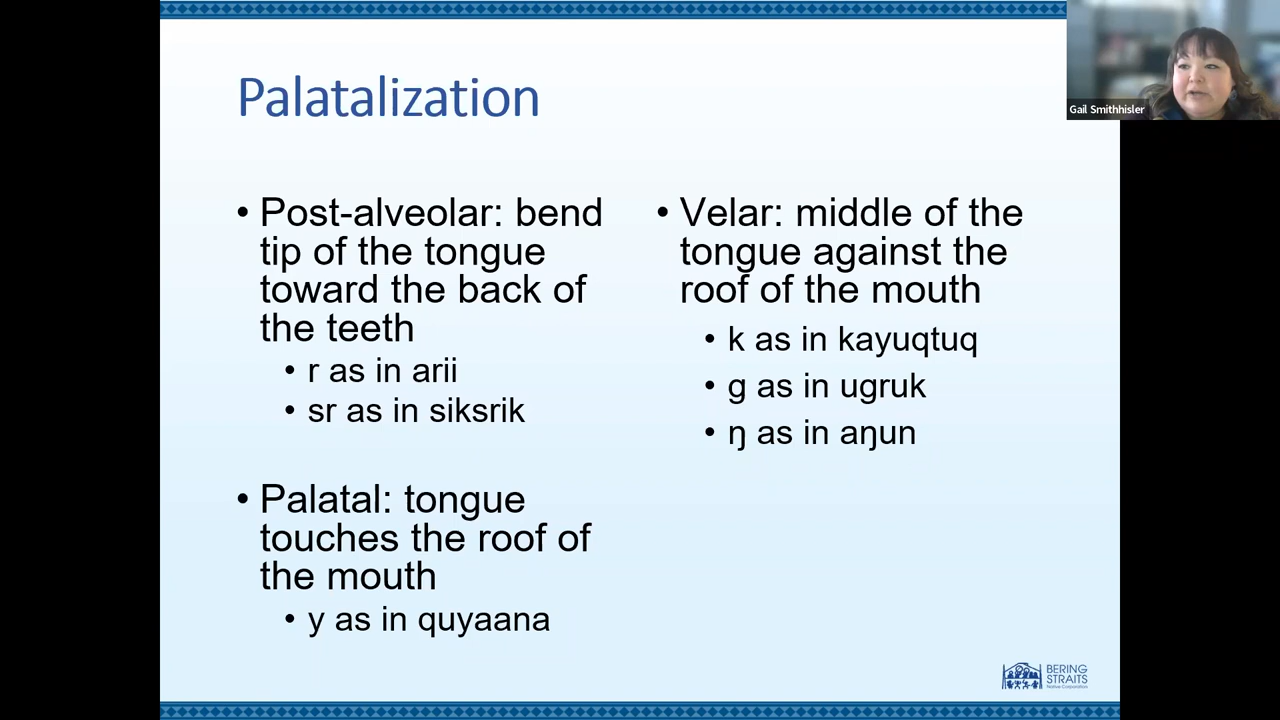 Palatalization
Gail Smithhisler
• Post-alveolar: bend
tip of the tongue
toward the back of
the teeth
• r as in arii
• sr as in siksrik
• Palatal: tongue
touches the roof of
the mouth
• y as in quyaana
• Velar: middle of the
tongue against the
roof of the mouth
• k as in kayuqtuq
• g as in ugruk
• ŋ as in aŋun
BERING
STRAITS
Native Corporation